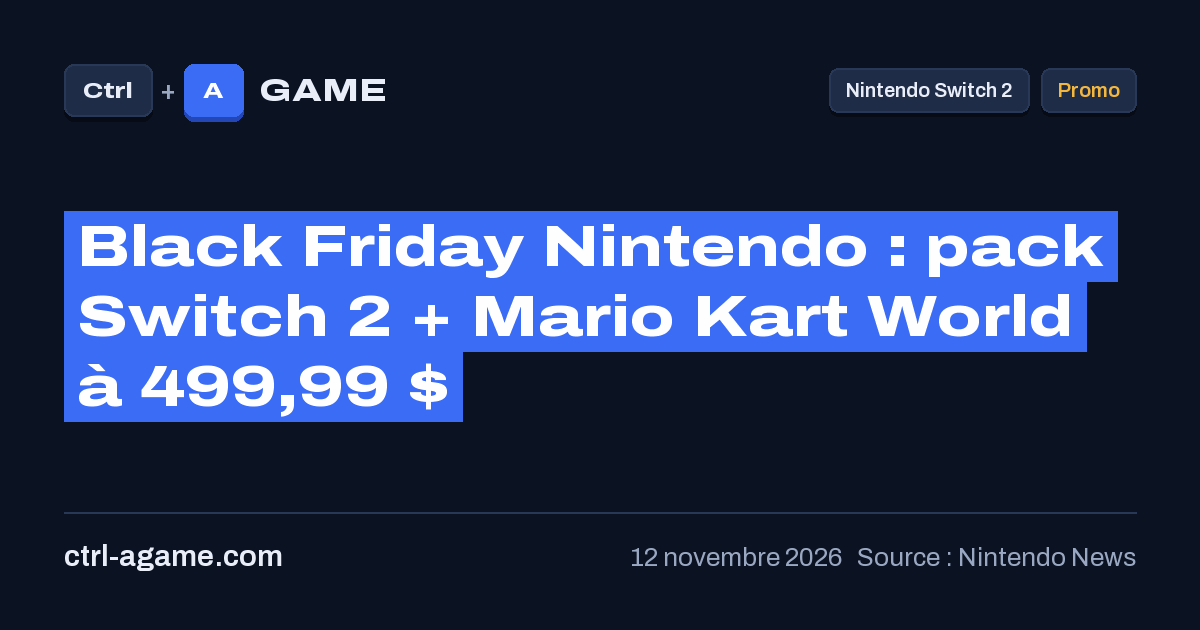 Ctrl + A GAME
Nintendo Switch 2 Promo
Black Friday Nintendo : pack
Switch 2 + Mario Kart World
à 499,99 $
ctrl-agame.com
12 novembre 2026 Source : Nintendo News